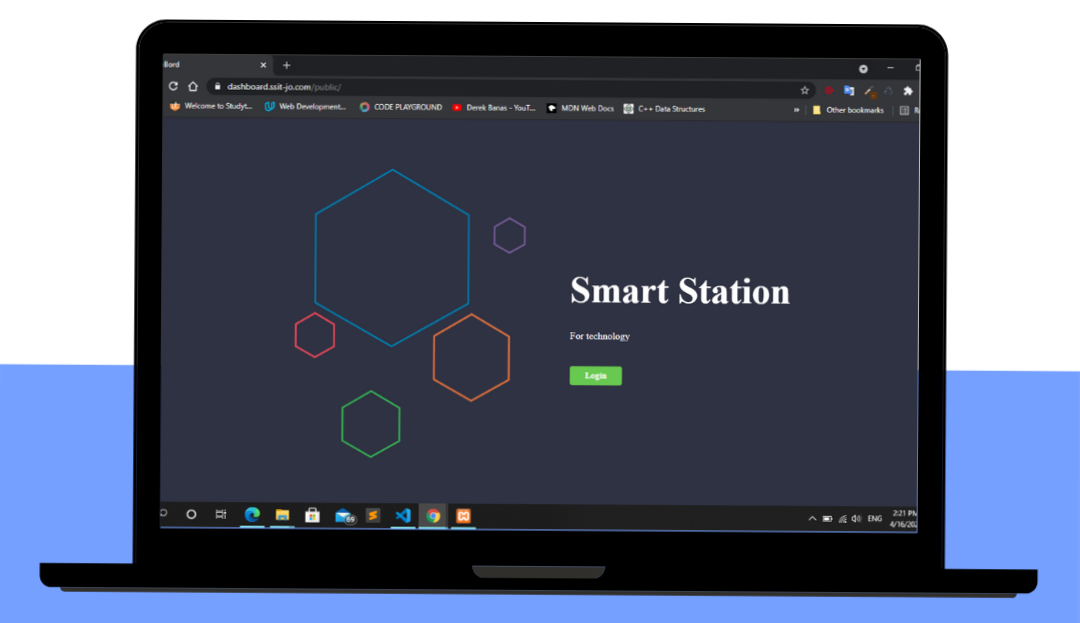 lBord
dashboard.ssit-jo.com/public/
Welcome to Studyt... Web Development... CODE PLAYGROUND Derek Banas - YouT... MDN Web Docs C++ Data Structures » Other bookmarks
Smart Station
For technology
Login
69
ENG
2:21 PM
4/16/202